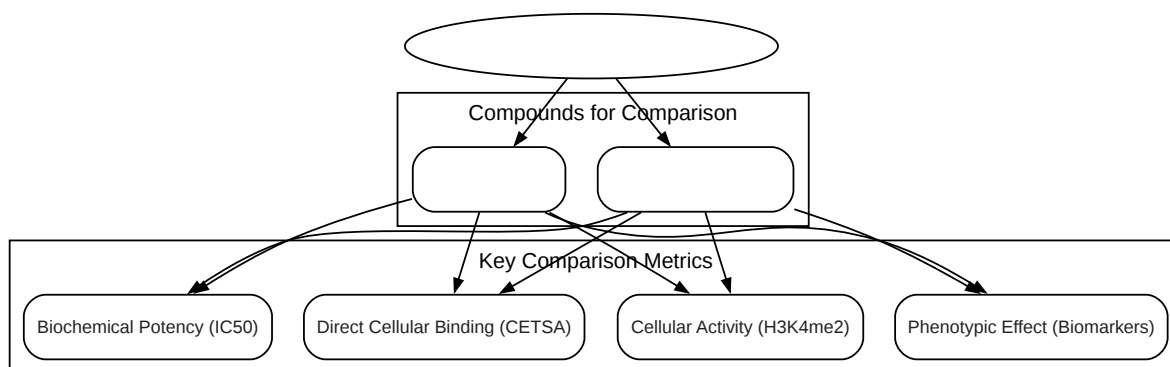 Compounds for Comparison
Key Comparison Metrics
Biochemical Potency (IC50)
Direct Cellular Binding (CETSA)
Cellular Activity (H3K4me2)
Phenotypic Effect (Biomarkers)